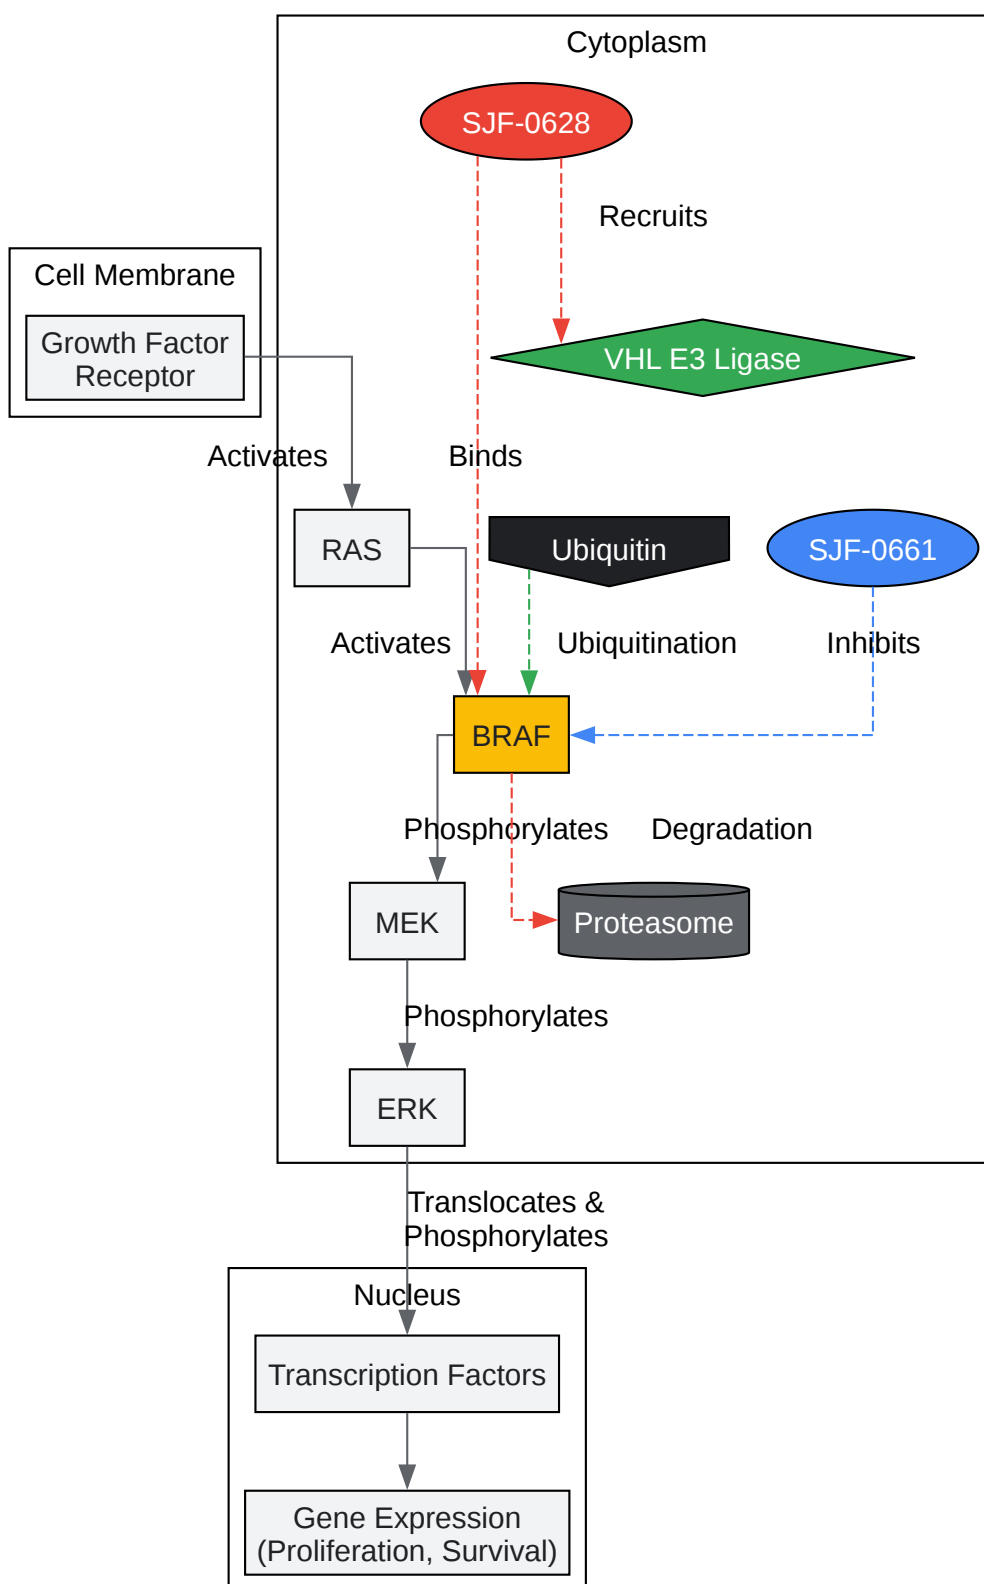 Cytoplasm
SJF-0628
Recruits
Cell Membrane
Growth Factor
Receptor
VHL E3 Ligase
Activates
Binds
RAS
Ubiquitin
SJF-0661
Activates
Ubiquitination
Inhibits
BRAF
Phosphorylates
Degradation
MEK
Proteasome
Phosphorylates
ERK
Translocates &
Phosphorylates
Nucleus
Transcription Factors
Gene Expression
(Proliferation, Survival)